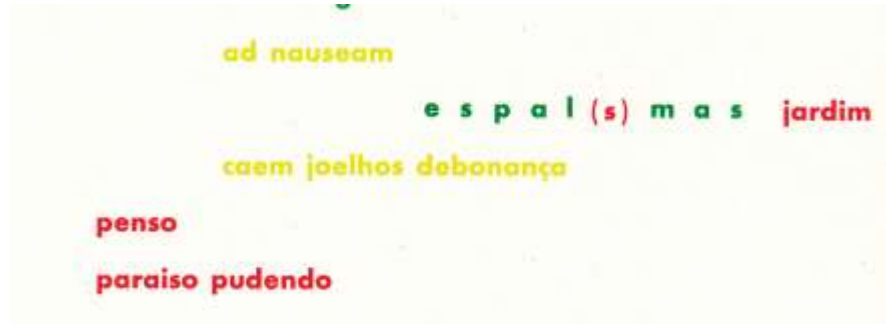 ad nauseam
e s p a l (s) m a s jardim
caem joelhos debonança
penso
paraiso pudendo